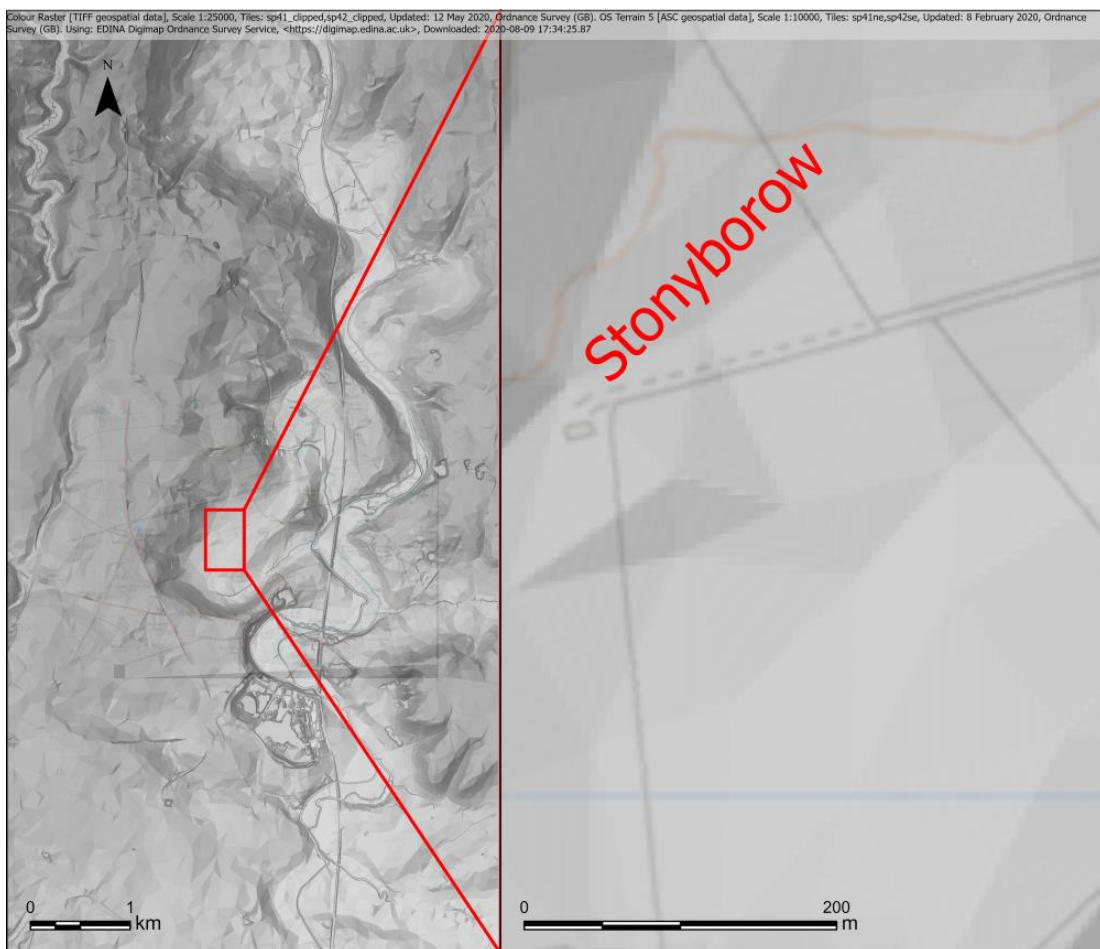 Colour Raster [TIFF geospatial data], Scale 1:25000, Tiles: sp41_clipped,sp42_clipped, Updated: 12 May 2020, Ordnance Survey (GB). OS Terrain 5 [ASC geospatial data], Scale 1:10000, Tiles: sp41ne,sp42se, Updated: 8 February 2020, Ordnance
Survey (GB). Using: EDINA Digimap Ordnance Survey Service, <https://digimap.edina.ac.uk>, Downloaded: 2020-08-09 17:34:25.87
N
Stonyborow
0 1
km
0 200
m